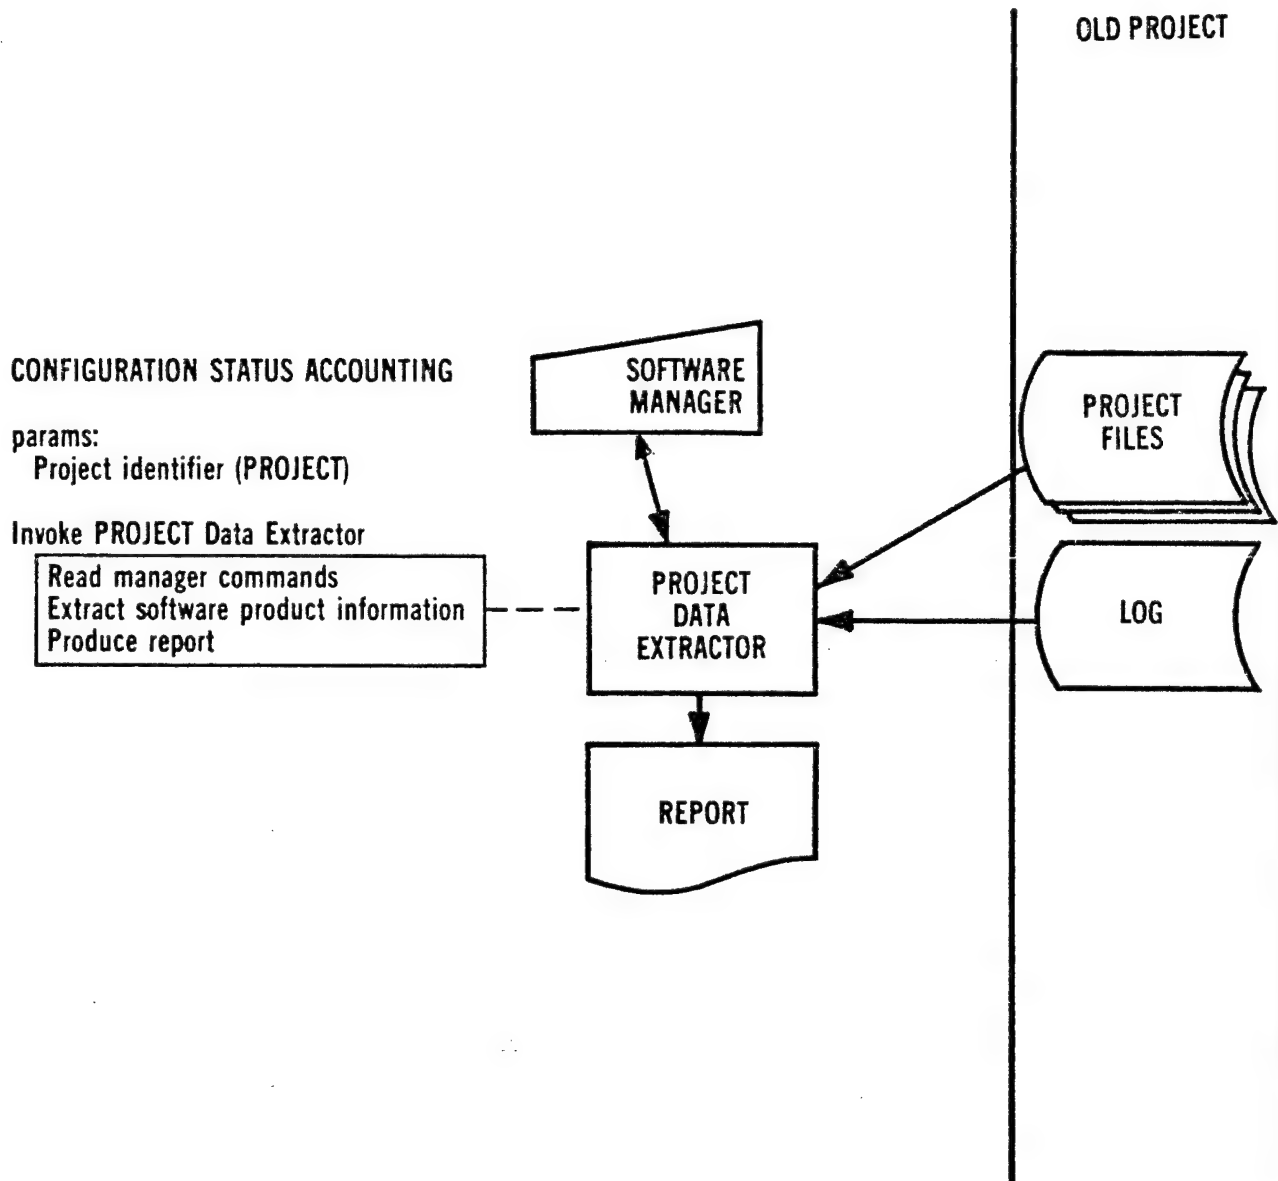 OLD PROJECT
CONFIGURATION STATUS ACCOUNTING
params:
Project identifier (PROJECT)
Invoke PROJECT Data Extractor
Read manager commands
Extract software product information
Produce report
SOFTWARE
MANAGER
PROJECT
DATA
EXTRACTOR
REPORT
PROJECT
FILES
LOG